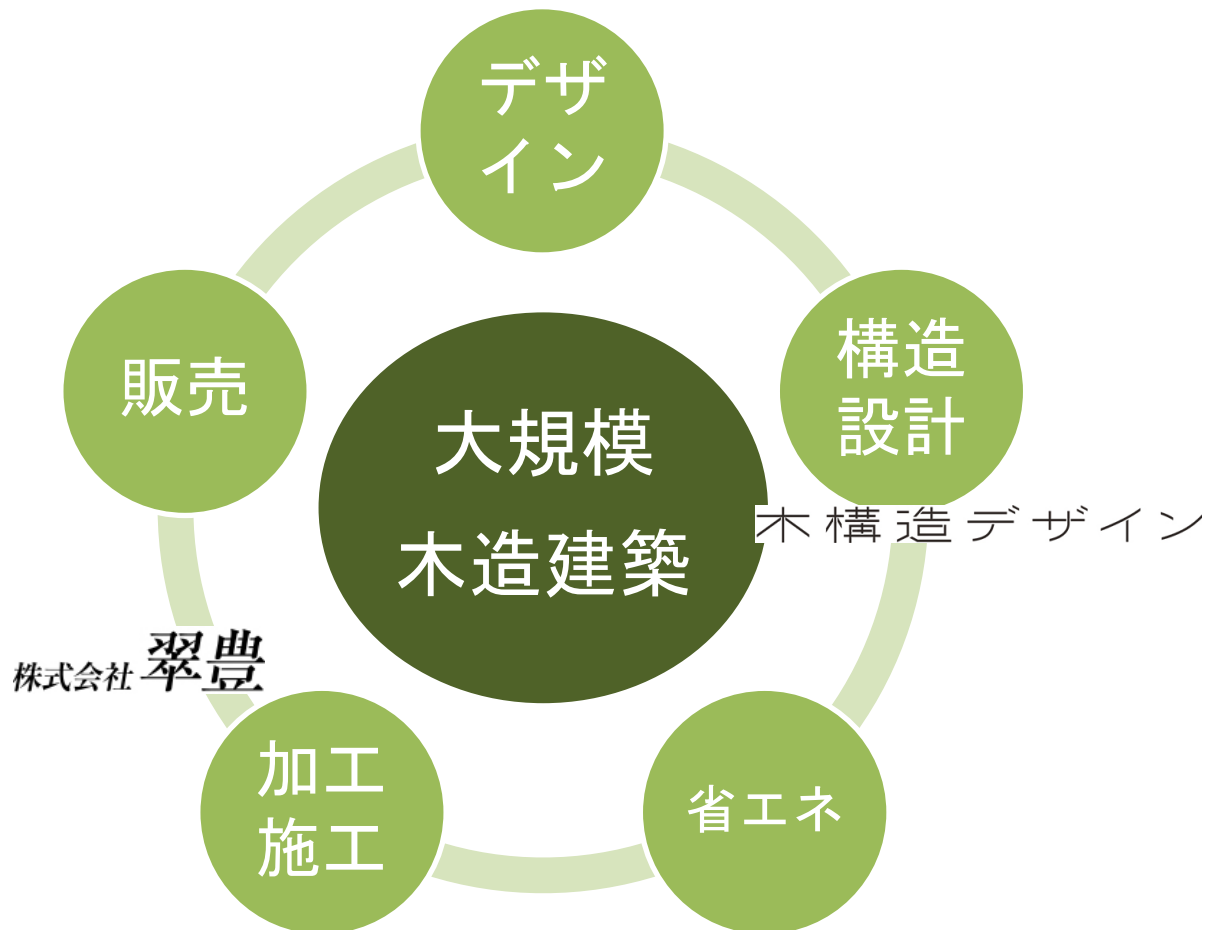 デザ
イン
販売
構造
設計
大規模
木造建築
木構造デザイン
株式会社 翠豊
加工
施工
省エネ